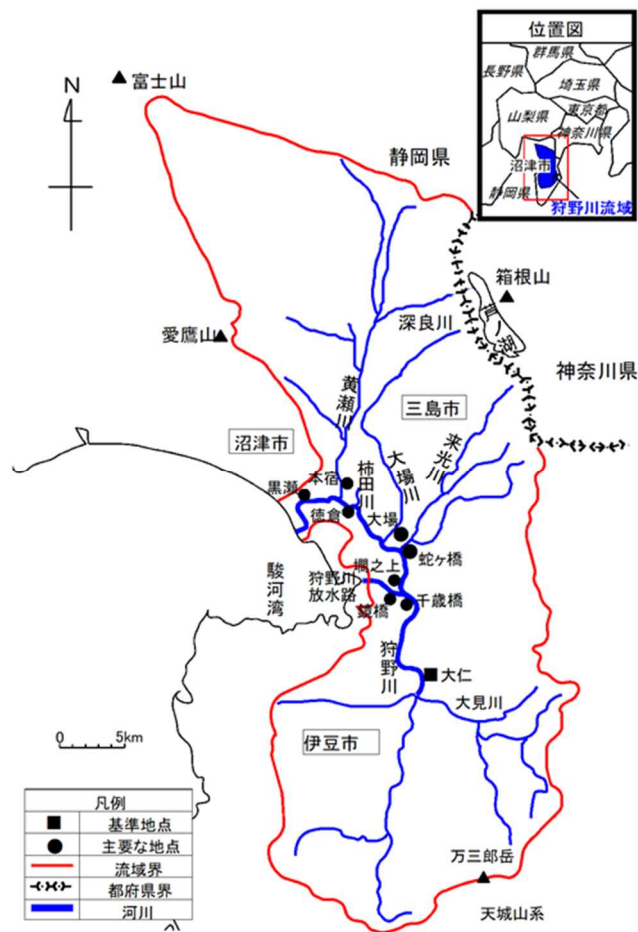 位置図
群馬県
長野県
埼玉県
山梨県
東京都
神奈川県
沼津市
静岡県
狩野川流域
N
富士山
静岡県
箱根山
芦ノ湖
深良川
愛鷹山
神奈川県
黄瀬川
三島市
沼津市
来光川
大場川
柿田川
本宿
黒瀬
徳倉
大場
蛇ヶ橋
墹之上
駿河湾
狩野川
放水路
千歳橋
鏡橋
狩野川
大仁
大見川
0 5km
伊豆市
凡例
基準地点
主要な地点
流域界
都府県界
河川
万三郎岳
天城山系